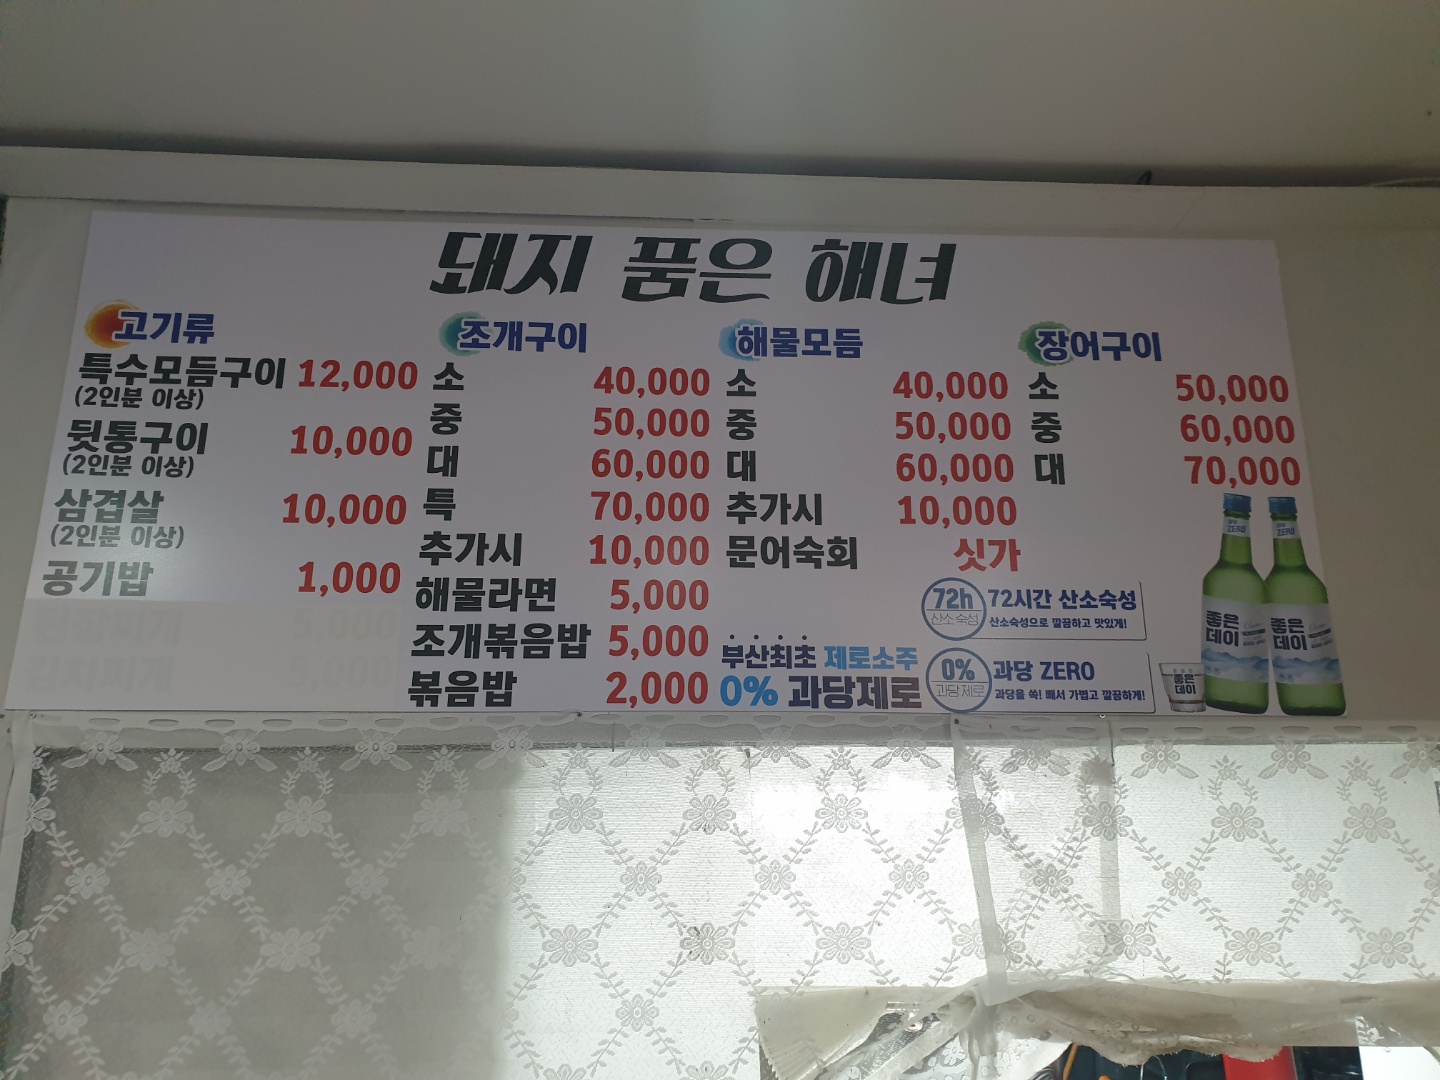 돼지 품은 해녀
고기류
특수모듬구이 12,000
(2인분 이상)
뒷통구이 10,000
(2인분 이상)
삼겹살 10,000
(2인분 이상)
공기밥 1,000
조개구이
소 40,000
중 50,000
대 60,000
특 70,000
추가시 10,000
해물라면 5,000
조개볶음밥 5,000
볶음밥 2,000
해물모듬
소 40,000
중 50,000
대 60,000
추가시 10,000
문어숙회 싯가
장어구이
소 50,000
중 60,000
대 70,000
부산최초 제로소주
0% 과당제로
72h
산소숙성
72시간 산소숙성
산소숙성으로 깔끔하고 맛있게!
0%
과당제로
과당 ZERO
과당을 쏙! 빼서 가볍고 깔끔하게!
ZERO
좋은
데이
ZERO
좋은
데이
좋은
데이